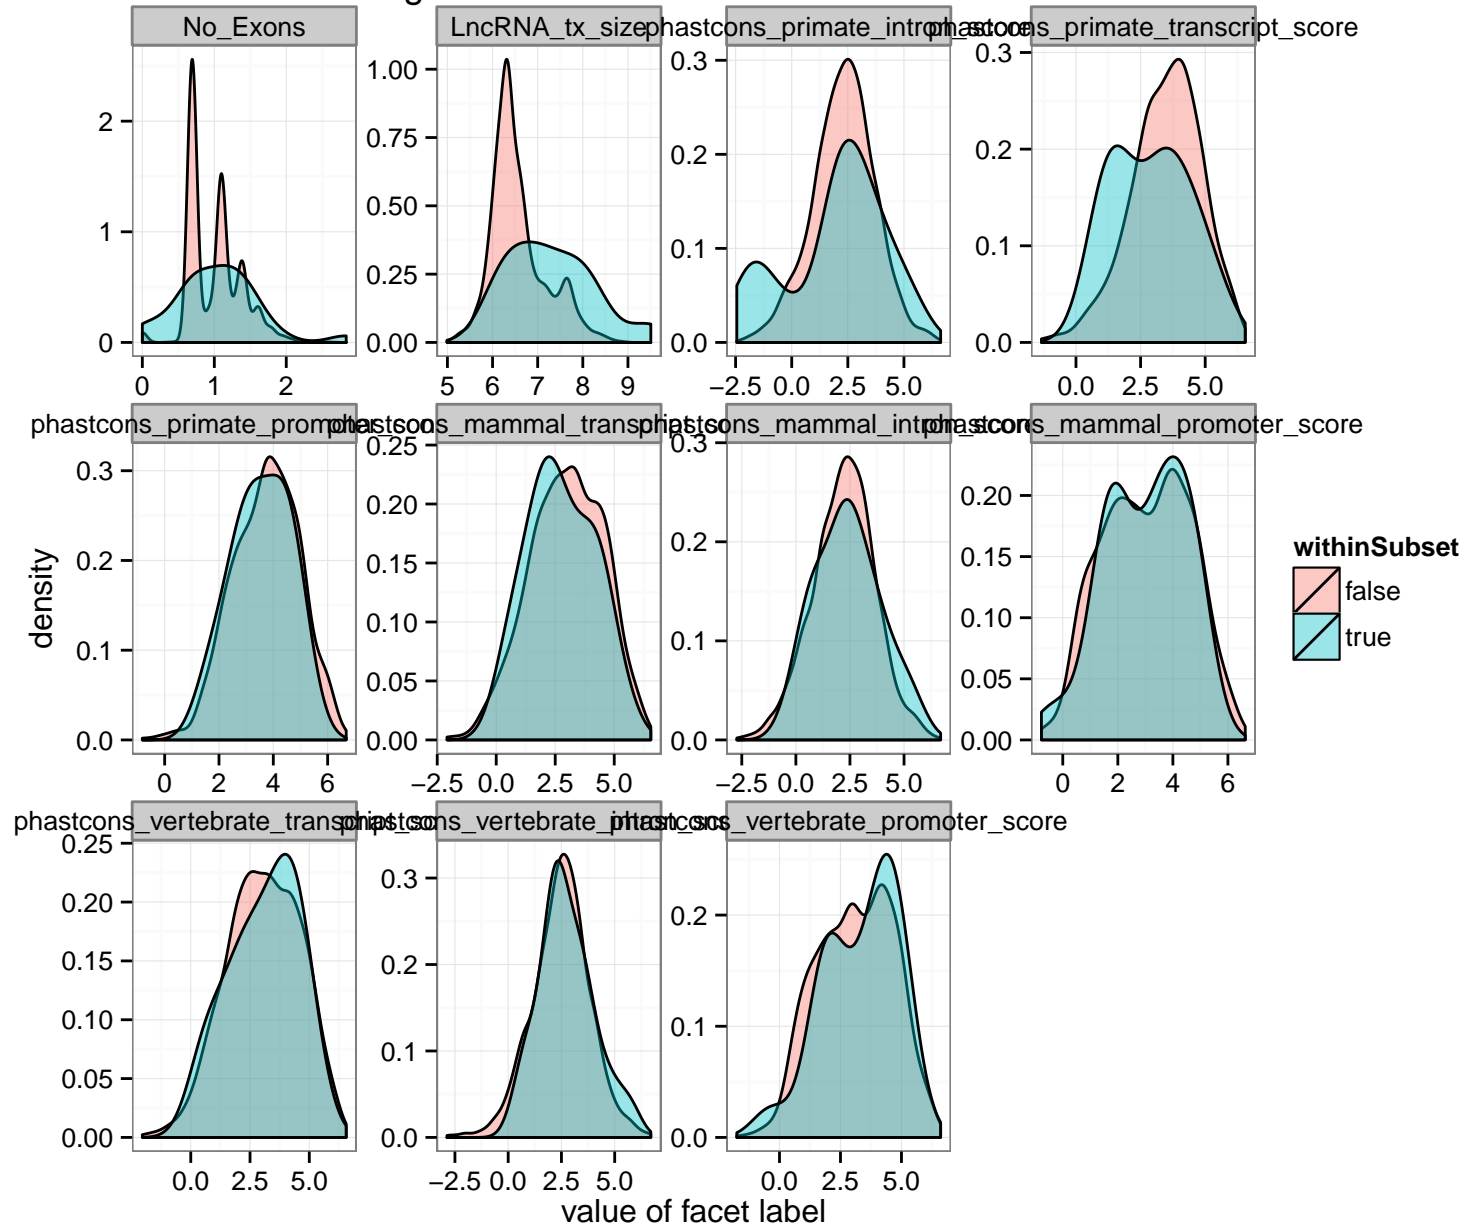 No_Exons
LncRNA_tx_size
phastcons_primate_intron_score
phastcons_primate_transcript_score
2
1
0
0 1 2
1.00
0.75
0.50
0.25
0.00
5 6 7 8 9
0.3
0.2
0.1
0.0
−2.5 0.0 2.5 5.0
0.3
0.2
0.1
0.0
0.0 2.5 5.0
phastcons_primate_promoter_score
phastcons_mammal_transcript_score
phastcons_mammal_intron_score
phastcons_mammal_promoter_score
0.3
0.2
0.1
0.0
0 2 4 6
0.25
0.20
0.15
0.10
0.05
0.00
−2.5 0.0 2.5 5.0
0.3
0.2
0.1
0.0
−2.5 0.0 2.5 5.0
0.20
0.15
0.10
0.05
0.00
0 2 4 6
density
withinSubset
false
true
phastcons_vertebrate_transcript_score
phastcons_vertebrate_intron_score
phastcons_vertebrate_promoter_score
0.25
0.20
0.15
0.10
0.05
0.00
0.0 2.5 5.0
0.3
0.2
0.1
0.0
−2.5 0.0 2.5 5.0
0.2
0.1
0.0
0.0 2.5 5.0
value of facet label